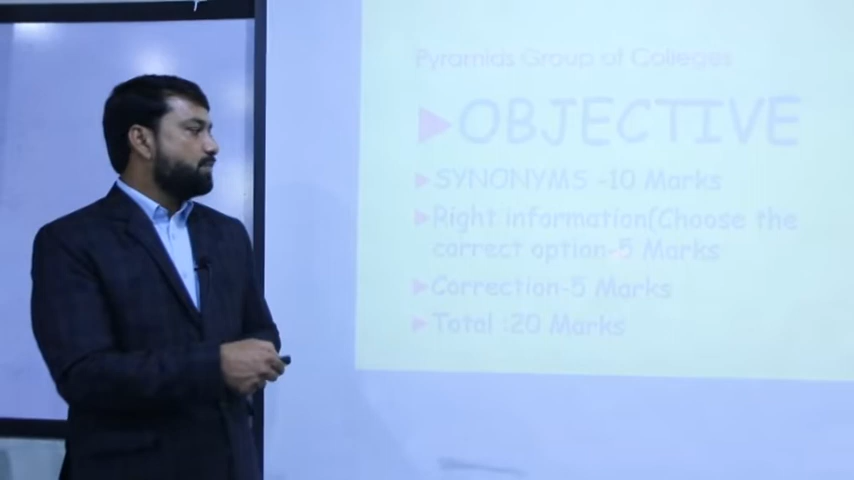 Pyramids Group of Colleges
OBJECTIVE
SYNONYMS -10 Marks
Right information(Choose the
correct option-5 Marks
Correction-5 Marks
Total :20 Marks